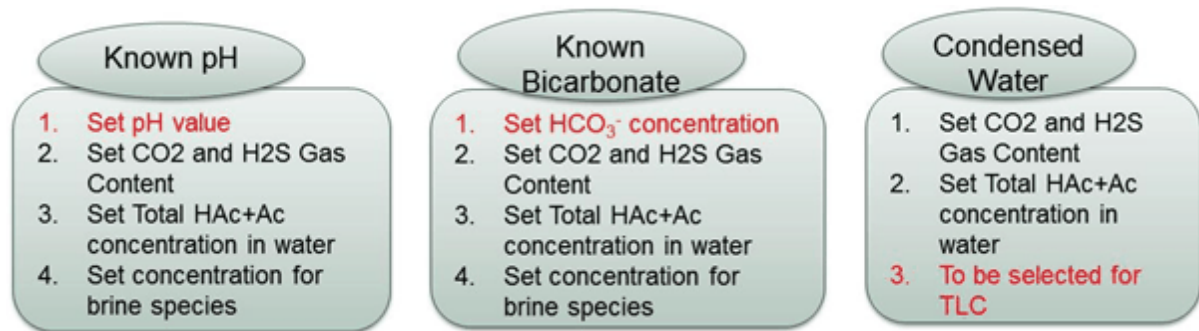 Known pH
1. Set pH value
2. Set CO2 and H2S Gas
Content
3. Set Total HAc+Ac
concentration in water
4. Set concentration for
brine species
Known
Bicarbonate
1. Set HCO₃⁻ concentration
2. Set CO2 and H2S Gas
Content
3. Set Total HAc+Ac
concentration in water
4. Set concentration for
brine species
Condensed
Water
1. Set CO2 and H2S
Gas Content
2. Set Total HAc+Ac
concentration in
water
3. To be selected for
TLC